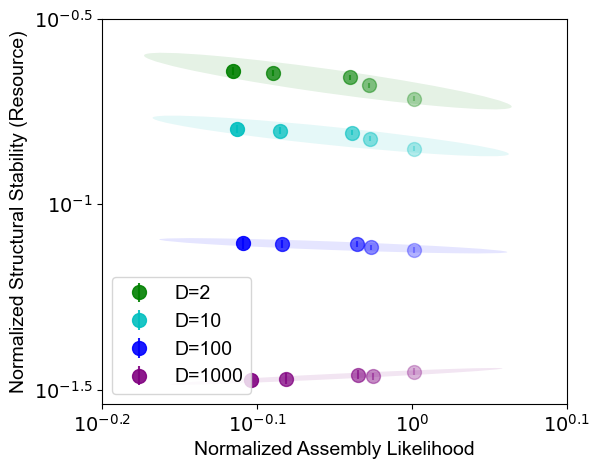 10^{-0.5}
10^{-1}
10^{-1.5}
Normalized Structural Stability (Resource)
D=2
D=10
D=100
D=1000
10^{-0.2}
10^{-0.1}
10^{0}
10^{0.1}
Normalized Assembly Likelihood